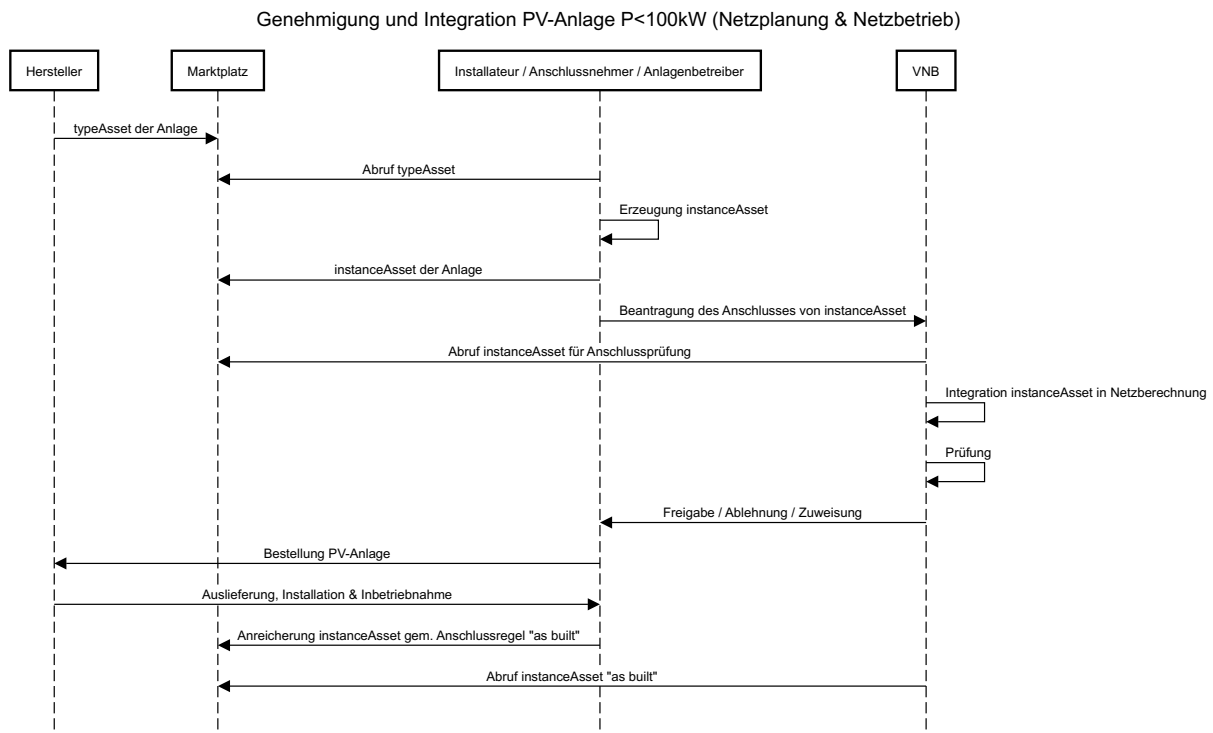 Genehmigung und Integration PV-Anlage P<100kW (Netzplanung & Netzbetrieb)
Hersteller
Marktplatz
Installateur / Anschlussnehmer / Anlagenbetreiber
VNB
typeAsset der Anlage
Abruf typeAsset
Erzeugung instanceAsset
instanceAsset der Anlage
Beantragung des Anschlusses von instanceAsset
Abruf instanceAsset für Anschlussprüfung
Integration instanceAsset in Netzberechnung
Prüfung
Freigabe / Ablehnung / Zuweisung
Bestellung PV-Anlage
Auslieferung, Installation & Inbetriebnahme
Anreicherung instanceAsset gem. Anschlussregel "as built"
Abruf instanceAsset "as built"